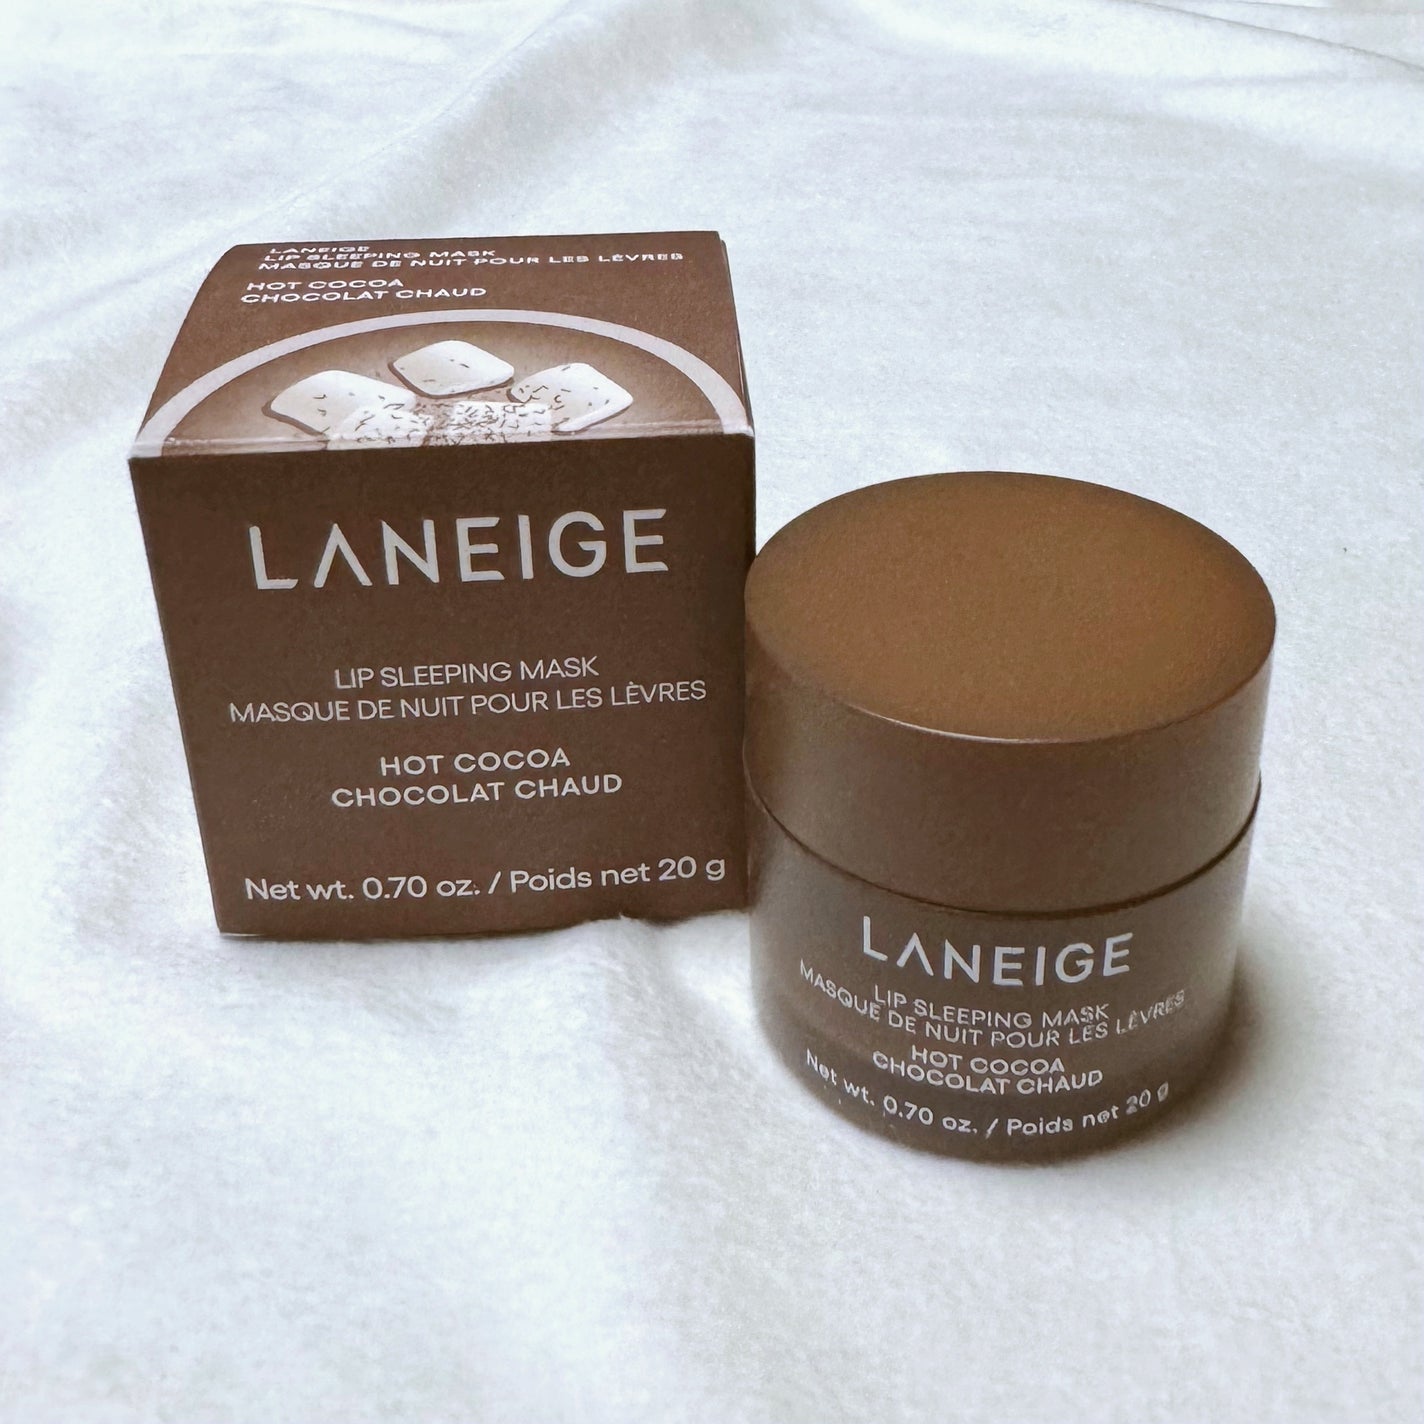 LANEIGE
LIP SLEEPING MASK
MASQUE DE NUIT POUR LES LÈVRES
HOT COCOA
CHOCOLAT CHAUD
LANEIGE
LIP SLEEPING MASK
MASQUE DE NUIT POUR LES LÈVRES
HOT COCOA
CHOCOLAT CHAUD
Net wt. 0.70 oz. / Poids net 20 g
LANEIGE
LIP SLEEPING MASK
MASQUE DE NUIT POUR LES LÈVRES
HOT COCOA
CHOCOLAT CHAUD
Net wt. 0.70 oz. / Poids net 20 g